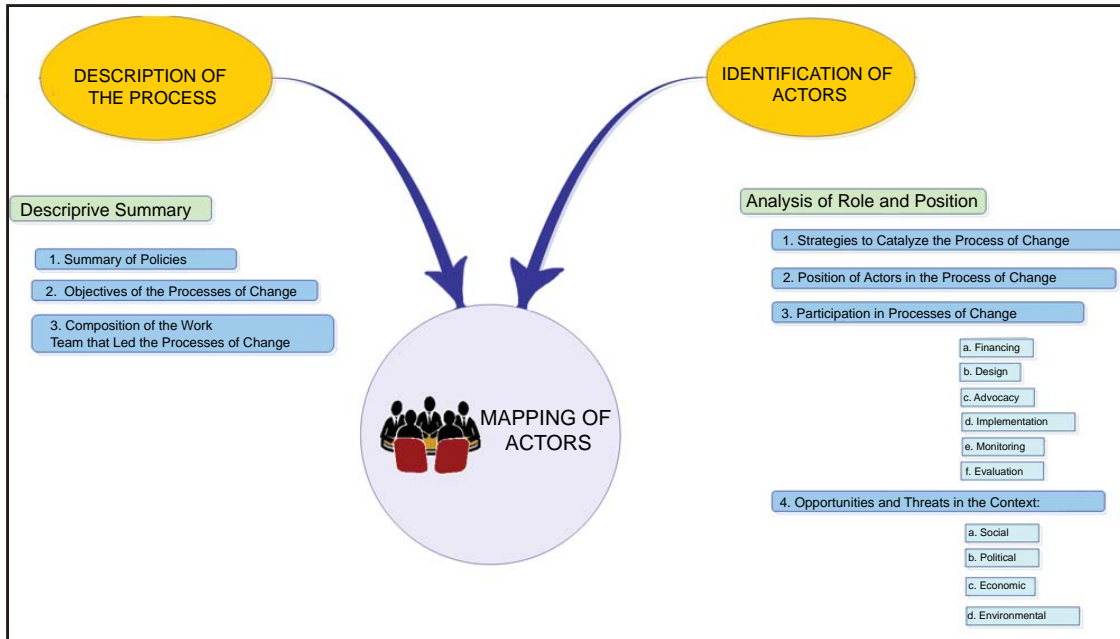 DESCRIPTION OF
THE PROCESS
IDENTIFICATION OF
ACTORS
Descriprive Summary
1. Summary of Policies
2. Objectives of the Processes of Change
3. Composition of the Work
Team that Led the Processes of Change
MAPPING OF
ACTORS
Analysis of Role and Position
1. Strategies to Catalyze the Process of Change
2. Position of Actors in the Process of Change
3. Participation in Processes of Change
a. Financing
b. Design
c. Advocacy
d. Implementation
e. Monitoring
f. Evaluation
4. Opportunities and Threats in the Context:
a. Social
b. Political
c. Economic
d. Environmental